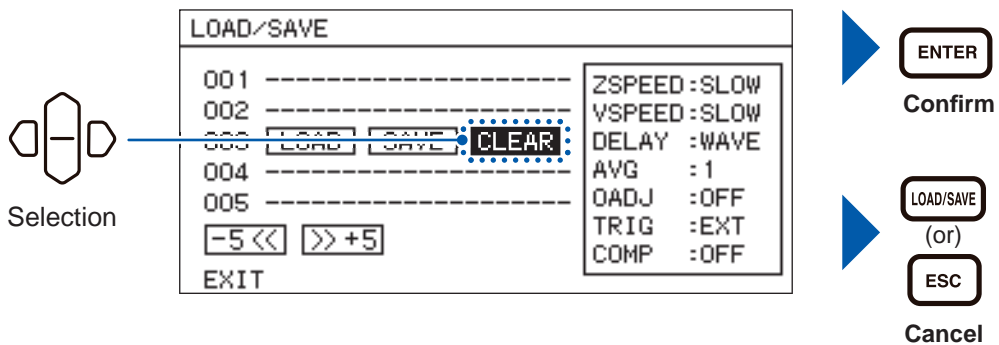 LOAD/SAVE
001 --------------------
002 --------------------
003 LOAD SAVE CLEAR
004 --------------------
005 --------------------
-5 << >> +5
EXIT
ZSPEED:SLOW
VSPEED:SLOW
DELAY :WAVE
AVG :1
OADJ :OFF
TRIG :EXT
COMP :OFF
Selection
ENTER
Confirm
LOAD/SAVE
(or)
ESC
Cancel